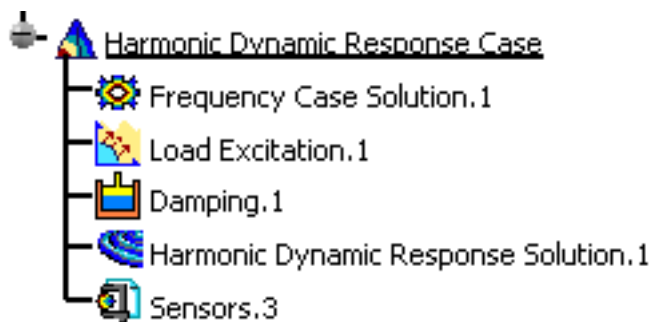 Harmonic Dynamic Response Case
Frequency Case Solution.1
Load Excitation.1
Damping.1
Harmonic Dynamic Response Solution.1
Sensors.3